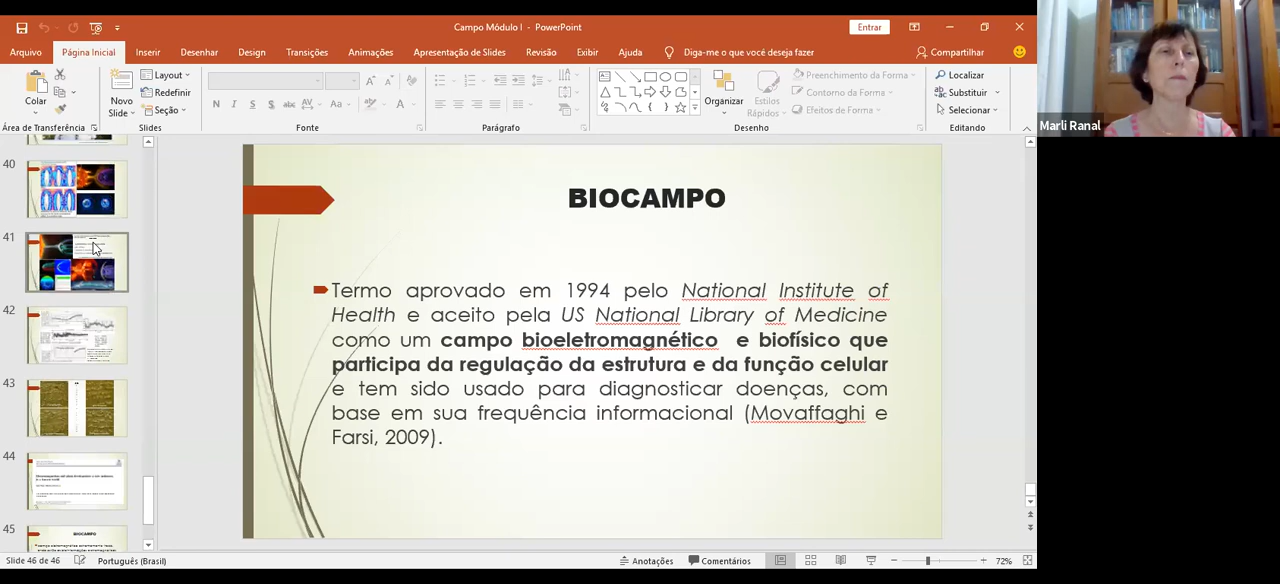 Campo Módulo I - PowerPoint
Entrar
Arquivo
Página Inicial
Inserir
Desenhar
Design
Transições
Animações
Apresentação de Slides
Revisão
Exibir
Ajuda
Diga-me o que você deseja fazer
Compartilhar
Colar
Área de Transferência
Novo
Slide
Layout
Redefinir
Seção
Slides
N I S S abc AV Aa A
Fonte
Parágrafo
Organizar
Estilos
Rápidos
Preenchimento da Forma
Contorno da Forma
Efeitos de Forma
Desenho
Localizar
Substituir
Selecionar
Editando
Marli Ranal
40
41
42
43
44
45
BIOCAMPO
BIOCAMPO
Termo aprovado em 1994 pelo National Institute of
Health e aceito pela US National Library of Medicine
como um campo bioeletromagnético e biofísico que
participa da regulação da estrutura e da função celular
e tem sido usado para diagnosticar doenças, com
base em sua frequência informacional (Movaffaghi e
Farsi, 2009).
Slide 46 de 46
Português (Brasil)
Anotações
Comentários
72%